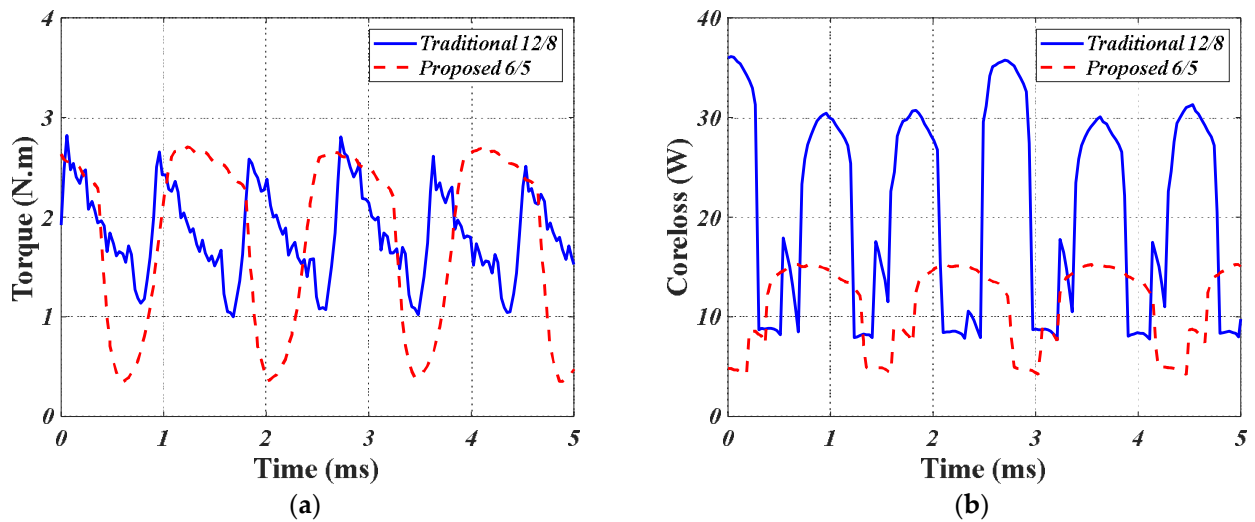 4
3
2
1
0
Torque (N.m)
Traditional 12/8
Proposed 6/5
0 1 2 3 4 5
Time (ms)
(a)
40
30
20
10
0
Coreloss (W)
Traditional 12/8
Proposed 6/5
0 1 2 3 4 5
Time (ms)
(b)